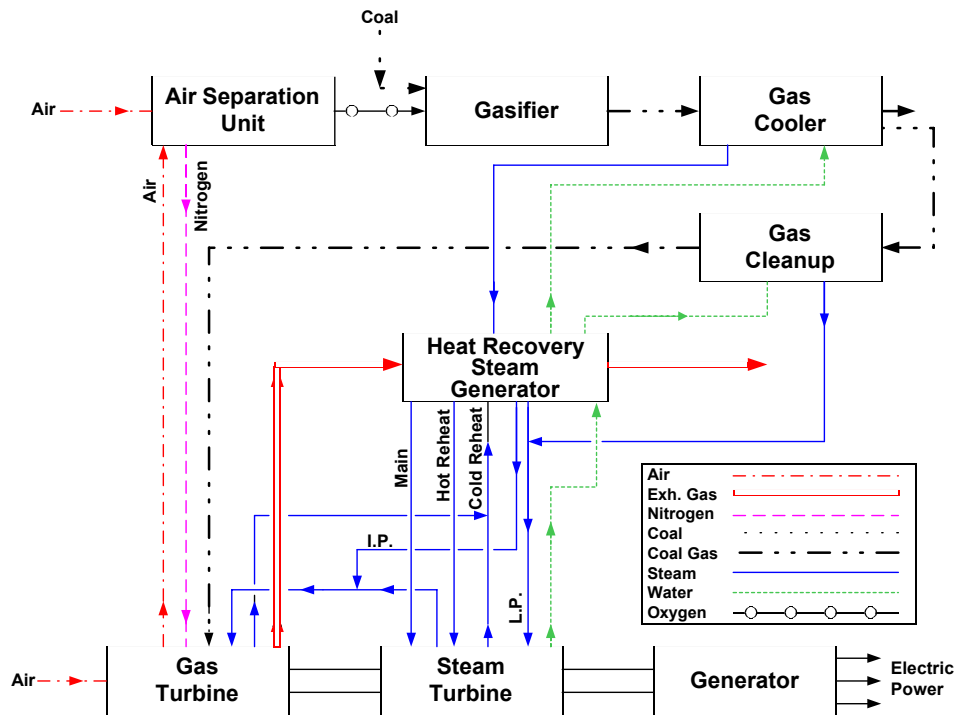 Coal
Air
Air Separation
Unit
Gasifier
Gas
Cooler
Air
Nitrogen
Gas
Cleanup
Heat Recovery
Steam
Generator
Main
Hot Reheat
Cold Reheat
I.P.
L.P.
Air
Exh. Gas
Nitrogen
Coal
Coal Gas
Steam
Water
Oxygen
Air
Gas
Turbine
Steam
Turbine
Generator
Electric
Power